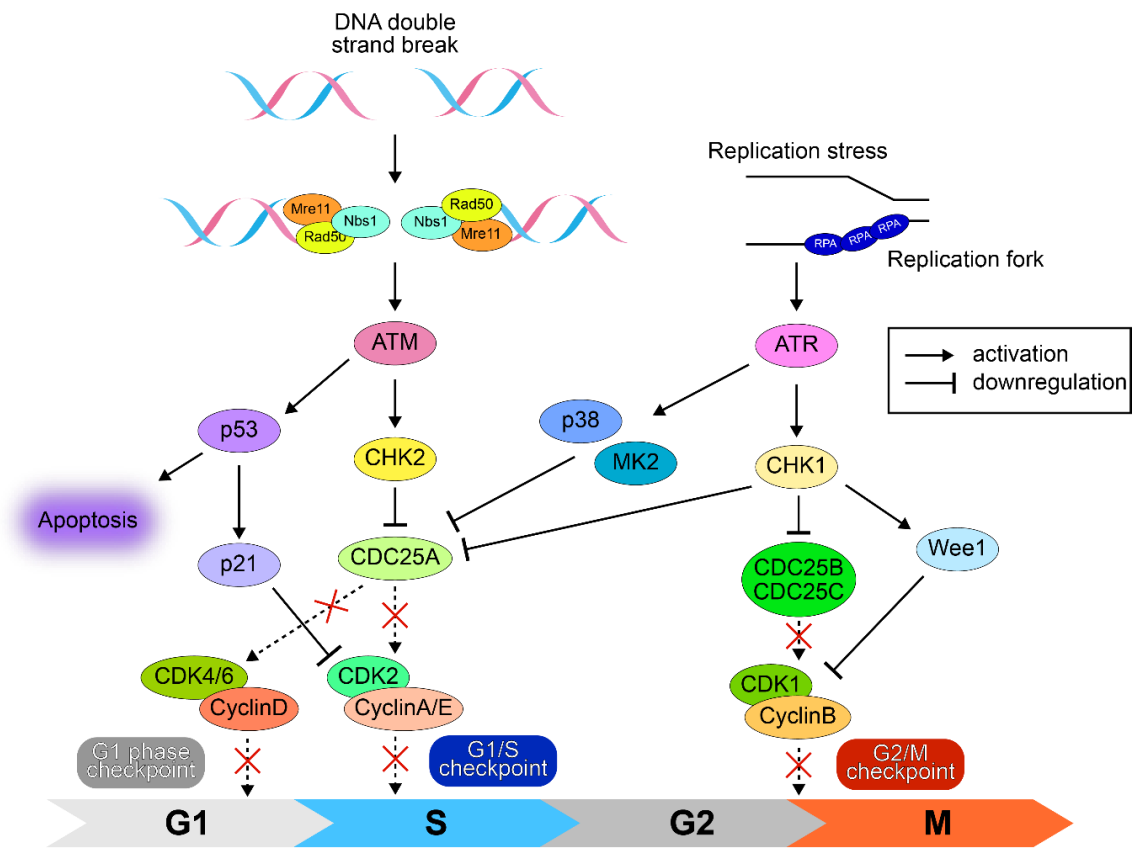 DNA double
strand break
Replication stress
Mre11
Rad50
Nbs1
Nbs1
Rad50
Mre11
RPA
RPA
RPA
Replication fork
ATM
ATR
activation
downregulation
p53
p38
MK2
CHK2
CHK1
Apoptosis
p21
CDC25A
CDC25B
CDC25C
Wee1
CDK4/6
CyclinD
CDK2
CyclinA/E
CDK1
CyclinB
G1 phase
checkpoint
G1/S
checkpoint
G2/M
checkpoint
G1
S
G2
M